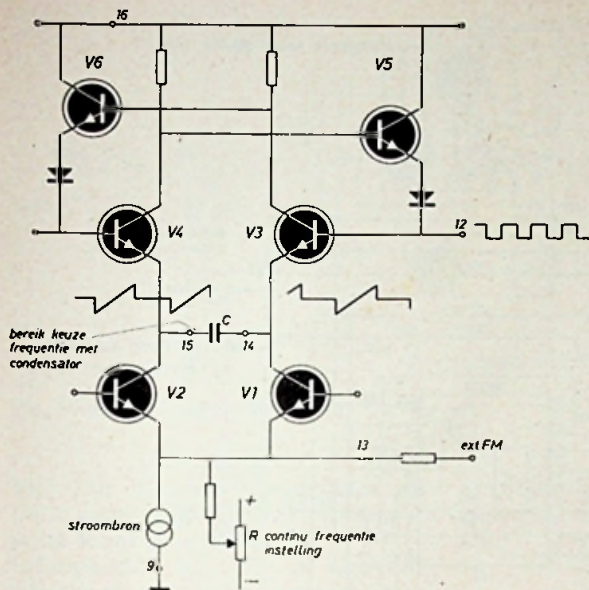 16
V6
V5
V4
V3
12
bereik keuze
frequentie met
condensator
15
C
14
V2
V1
13
ext FM
+
stroombron
R continu frequentie
instelling
9
−